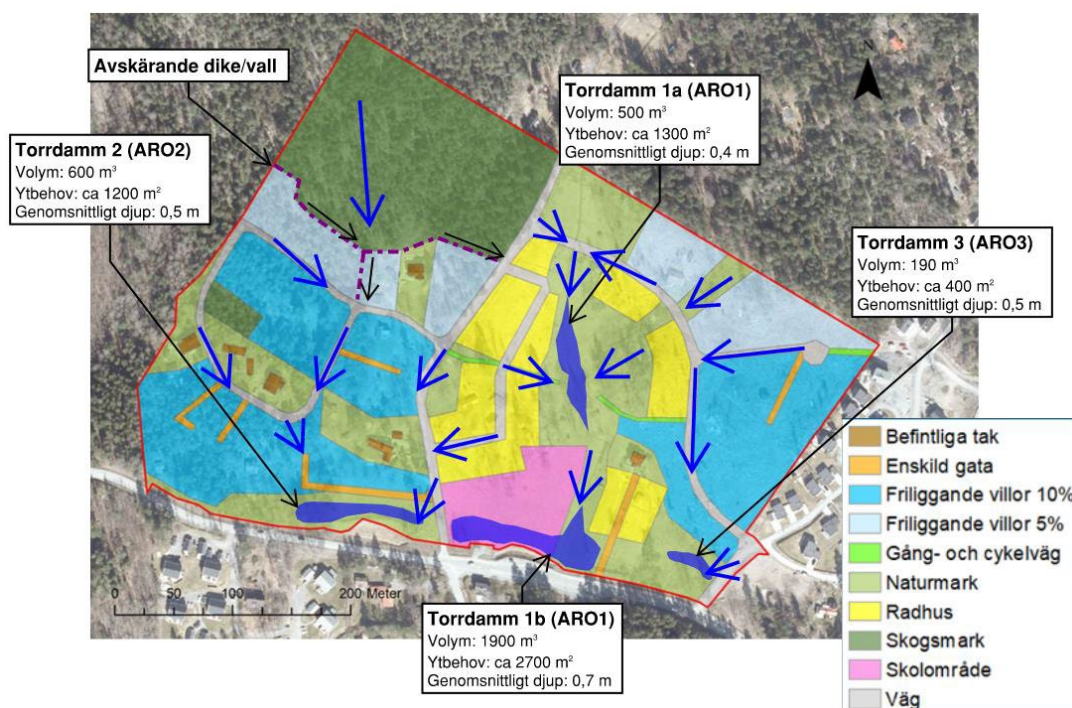 Avskärande dike/vall
Torrdamm 1a (ARO1)
Volym: 500 m³
Ytbehov: ca 1300 m²
Genomsnittligt djup: 0,4 m
N
Torrdamm 2 (ARO2)
Volym: 600 m³
Ytbehov: ca 1200 m²
Genomsnittligt djup: 0,5 m
Torrdamm 3 (ARO3)
Volym: 190 m³
Ytbehov: ca 400 m²
Genomsnittligt djup: 0,5 m
0 50 100 200 Meter
Torrdamm 1b (ARO1)
Volym: 1900 m³
Ytbehov: ca 2700 m²
Genomsnittligt djup: 0,7 m
Befintliga tak
Enskild gata
Friliggande villor 10%
Friliggande villor 5%
Gång- och cykelväg
Naturmark
Radhus
Skogsmark
Skolområde
Väg